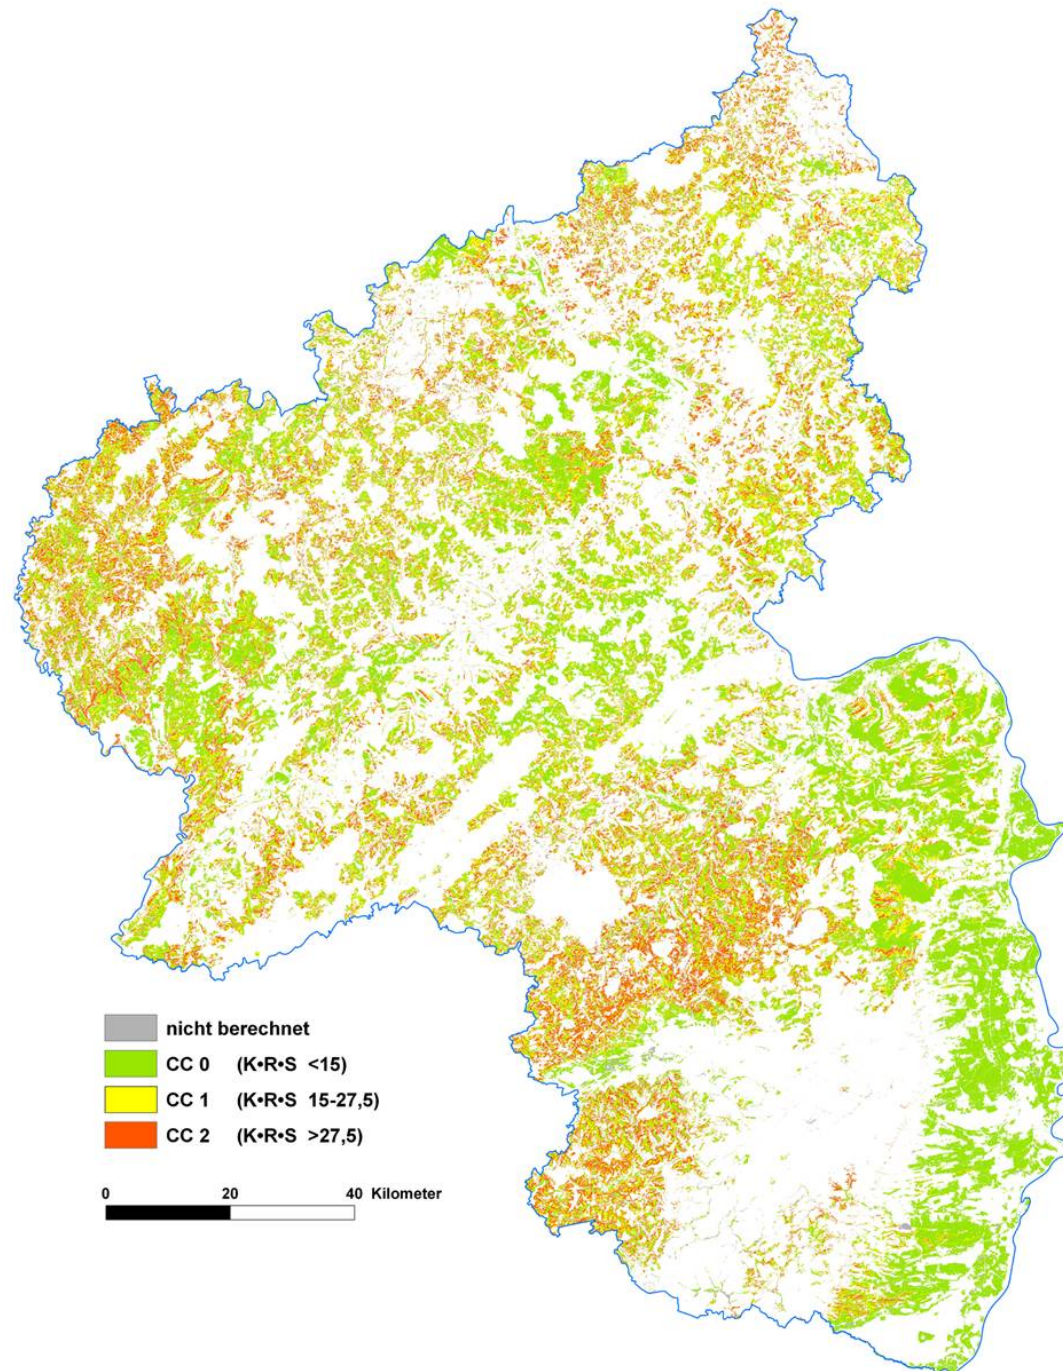 nicht berechnet
CC 0 (K•R•S <15)
CC 1 (K•R•S 15-27,5)
CC 2 (K•R•S >27,5)
0 20 40 Kilometer